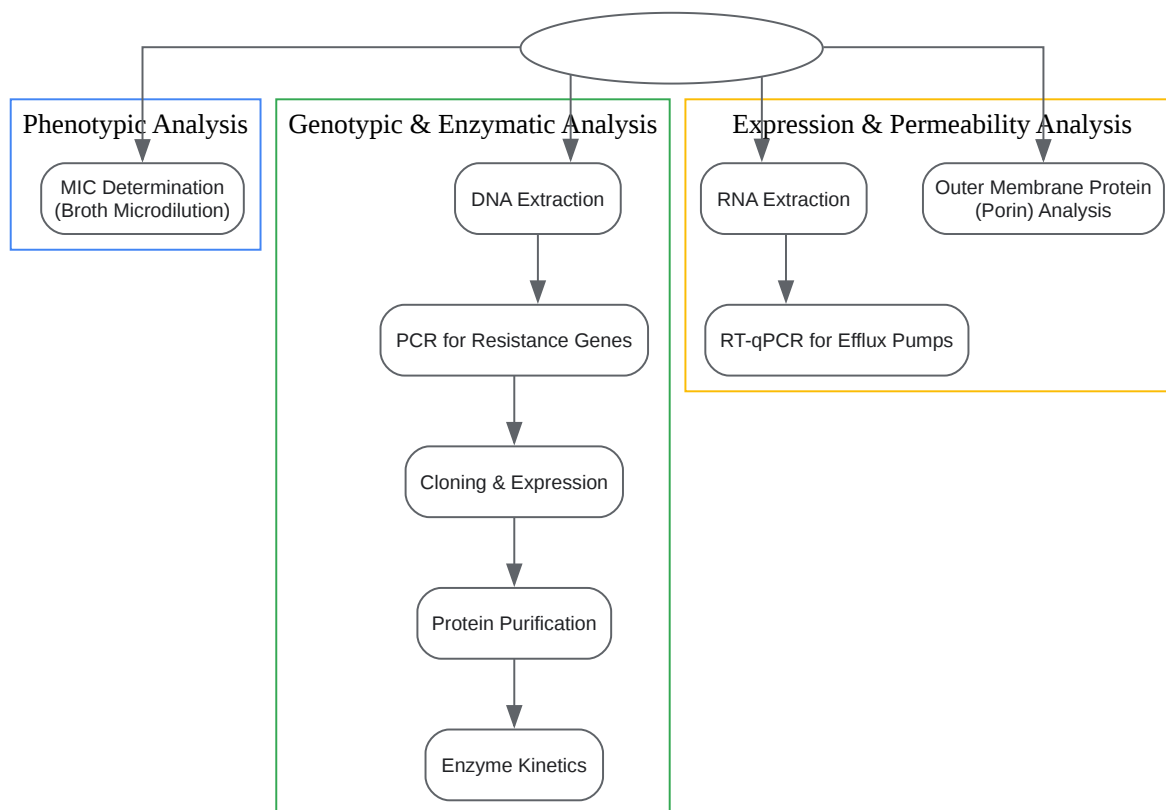 Phenotypic Analysis
MIC Determination
(Broth Microdilution)
Genotypic & Enzymatic Analysis
DNA Extraction
PCR for Resistance Genes
Cloning & Expression
Protein Purification
Enzyme Kinetics
Expression & Permeability Analysis
RNA Extraction
RT-qPCR for Efflux Pumps
Outer Membrane Protein
(Porin) Analysis